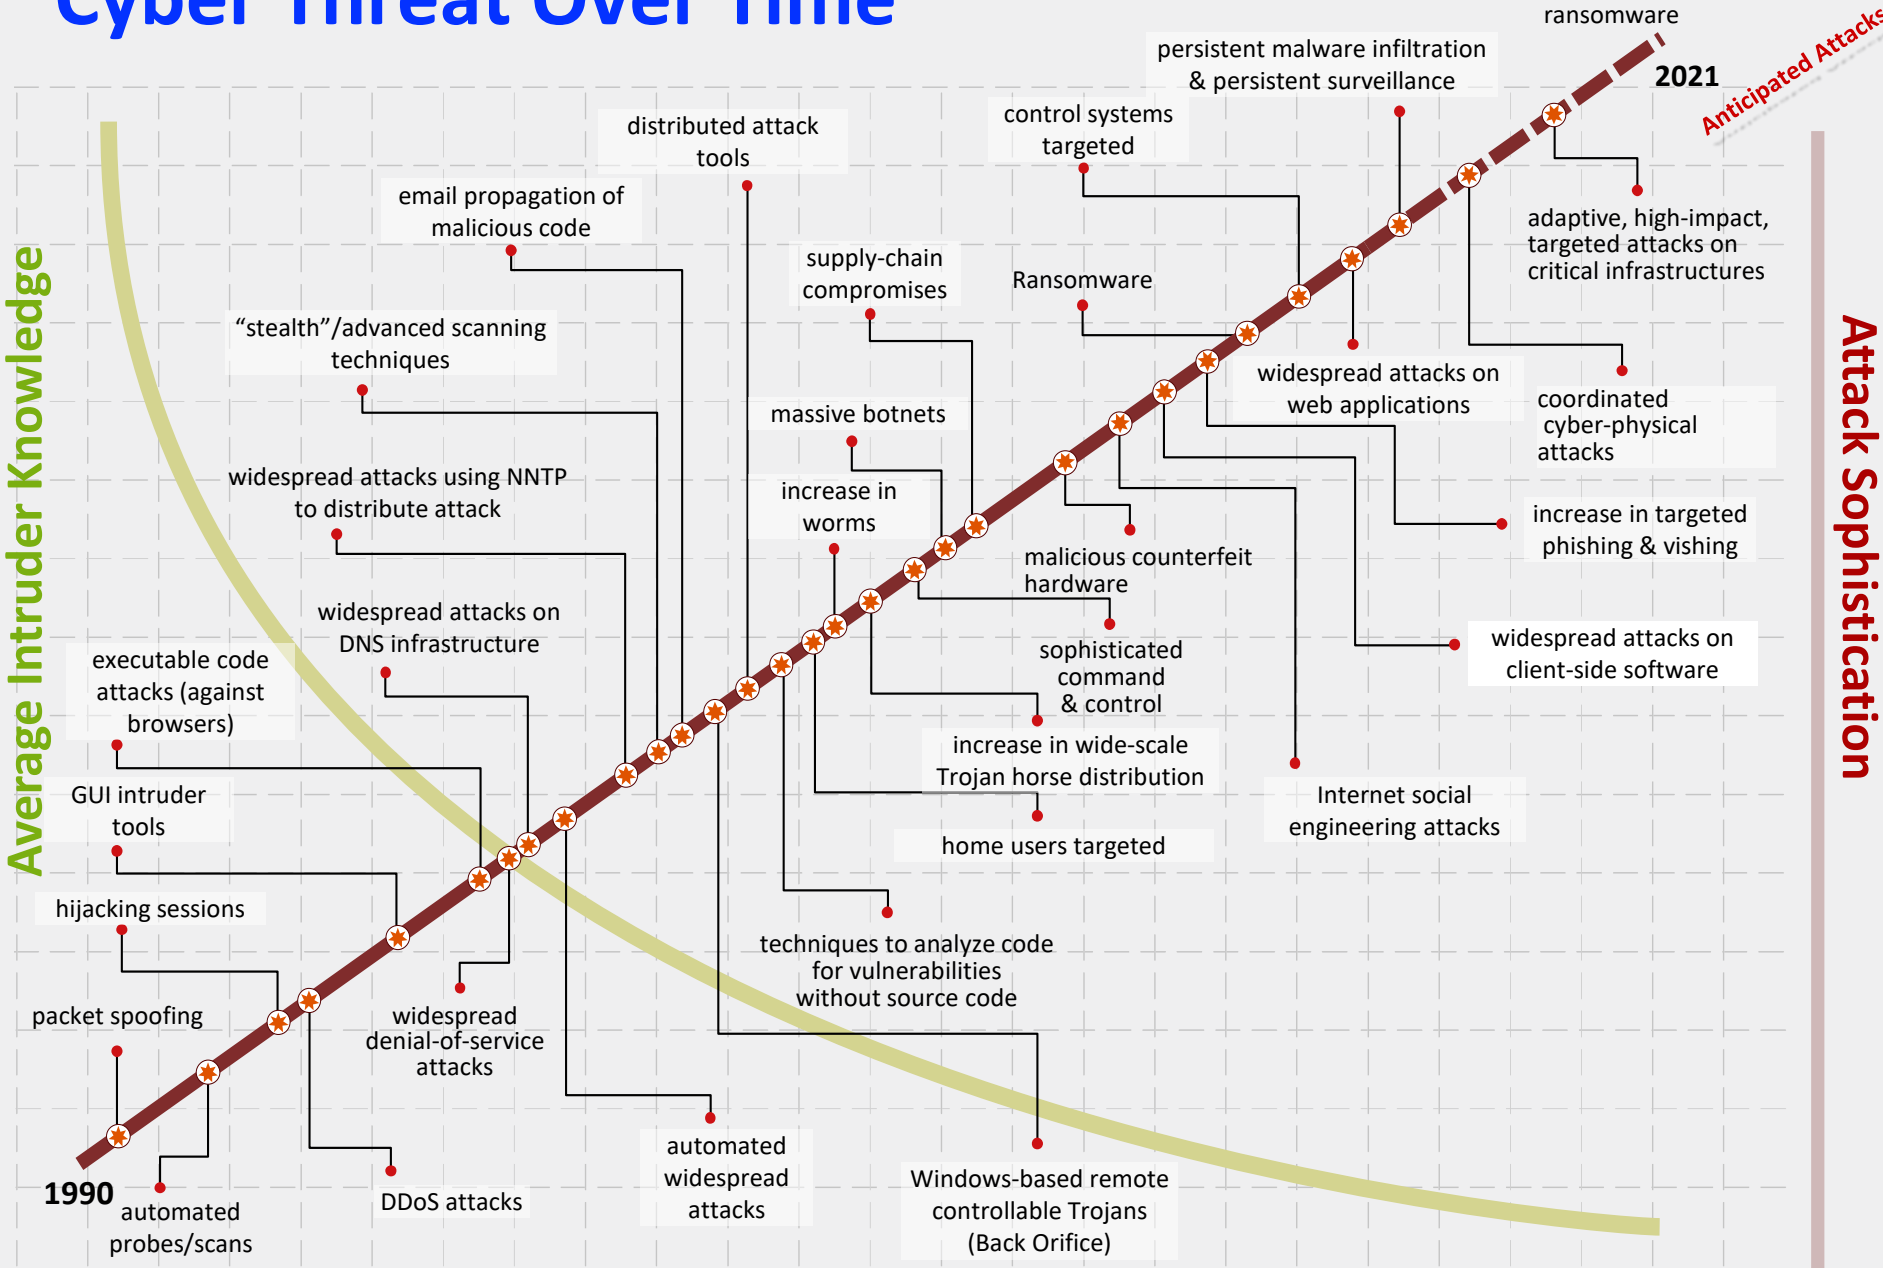 Cyber Threat Over Time
ransomware
2021
Anticipated Attacks
persistent malware infiltration
& persistent surveillance
control systems
targeted
distributed attack
tools
email propagation of
malicious code
adaptive, high-impact,
targeted attacks on
critical infrastructures
supply-chain
compromises
Ransomware
“stealth”/advanced scanning
techniques
widespread attacks on
web applications
coordinated
cyber-physical
attacks
massive botnets
widespread attacks using NNTP
to distribute attack
increase in
worms
increase in targeted
phishing & vishing
malicious counterfeit
hardware
widespread attacks on
DNS infrastructure
sophisticated
command
& control
widespread attacks on
client-side software
executable code
attacks (against
browsers)
increase in wide-scale
Trojan horse distribution
GUI intruder
tools
Internet social
engineering attacks
home users targeted
hijacking sessions
techniques to analyze code
for vulnerabilities
without source code
packet spoofing
widespread
denial-of-service
attacks
automated
widespread
attacks
Windows-based remote
controllable Trojans
(Back Orifice)
1990
automated
probes/scans
DDoS attacks
Average Intruder Knowledge
Attack Sophistication